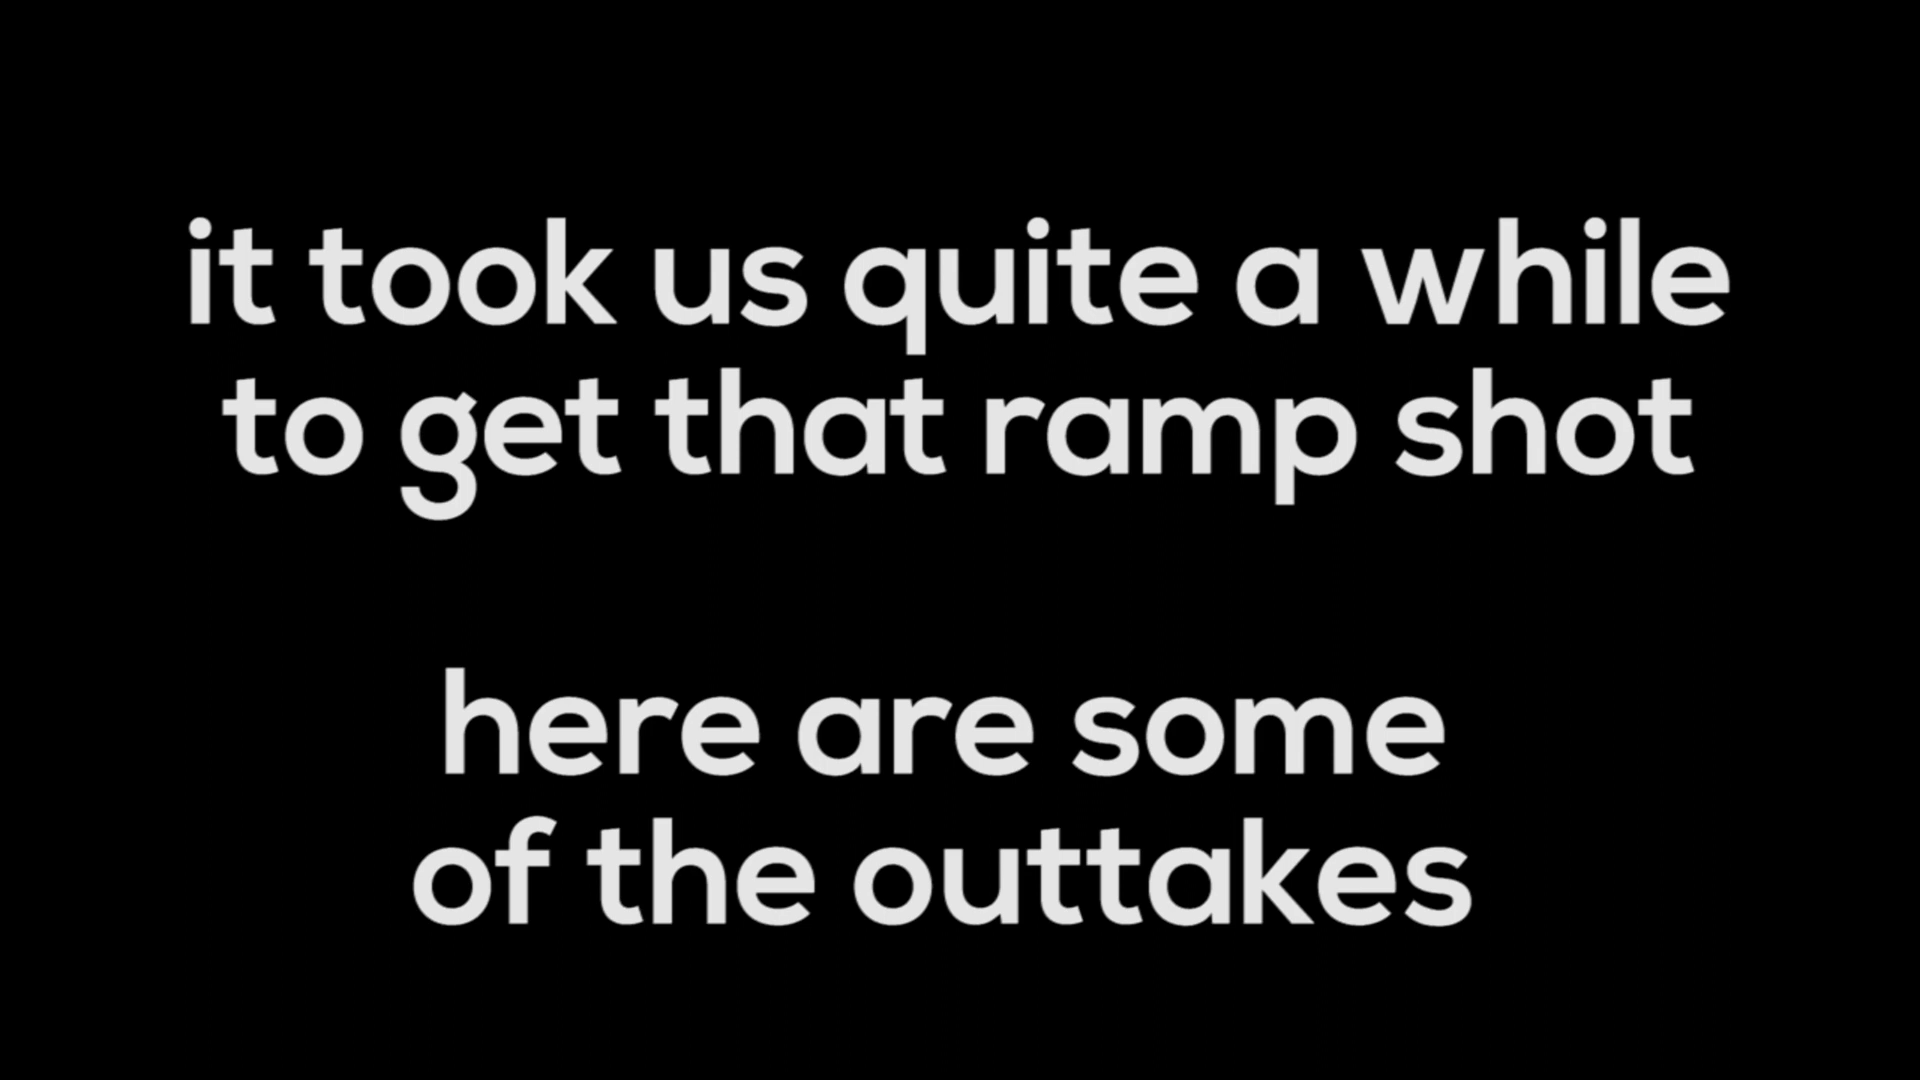 it took us quite a while
to get that ramp shot
here are some
of the outtakes